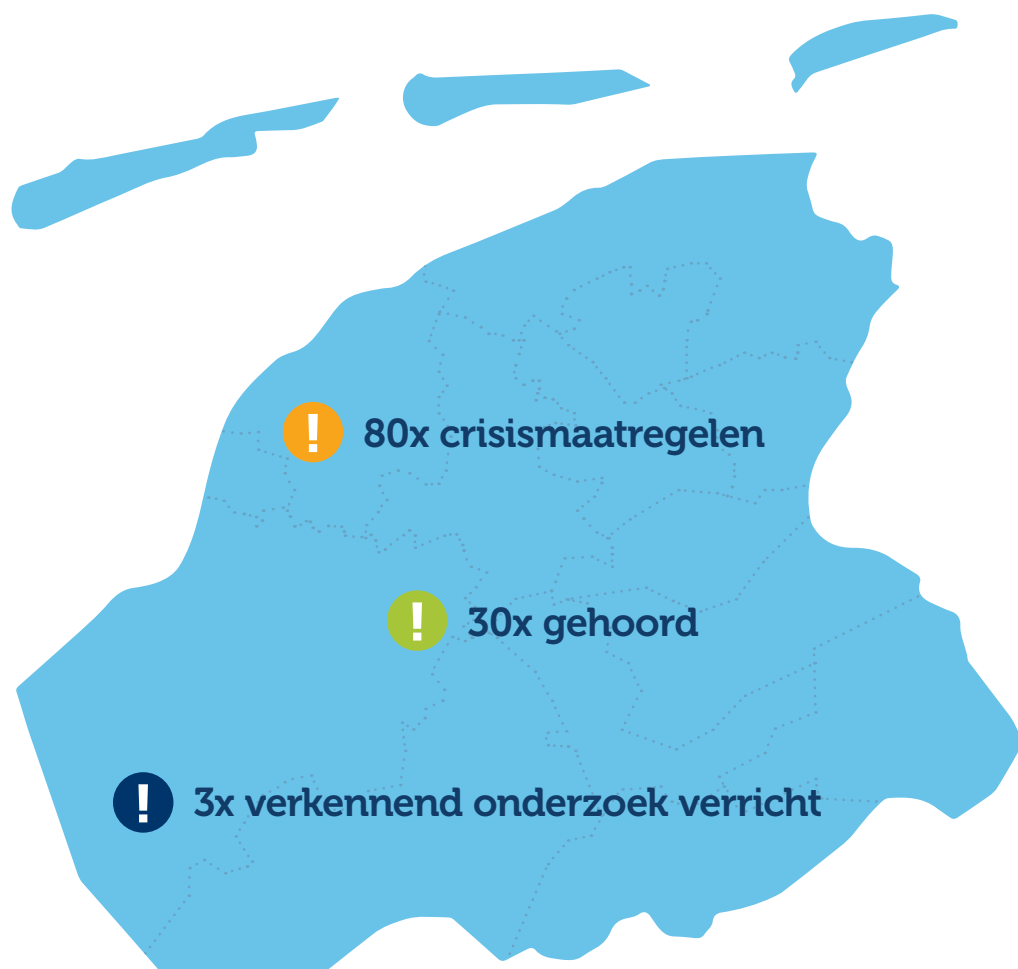 ! 80x crisismaatregelen
! 30x gehoord
! 3x verkennend onderzoek verricht